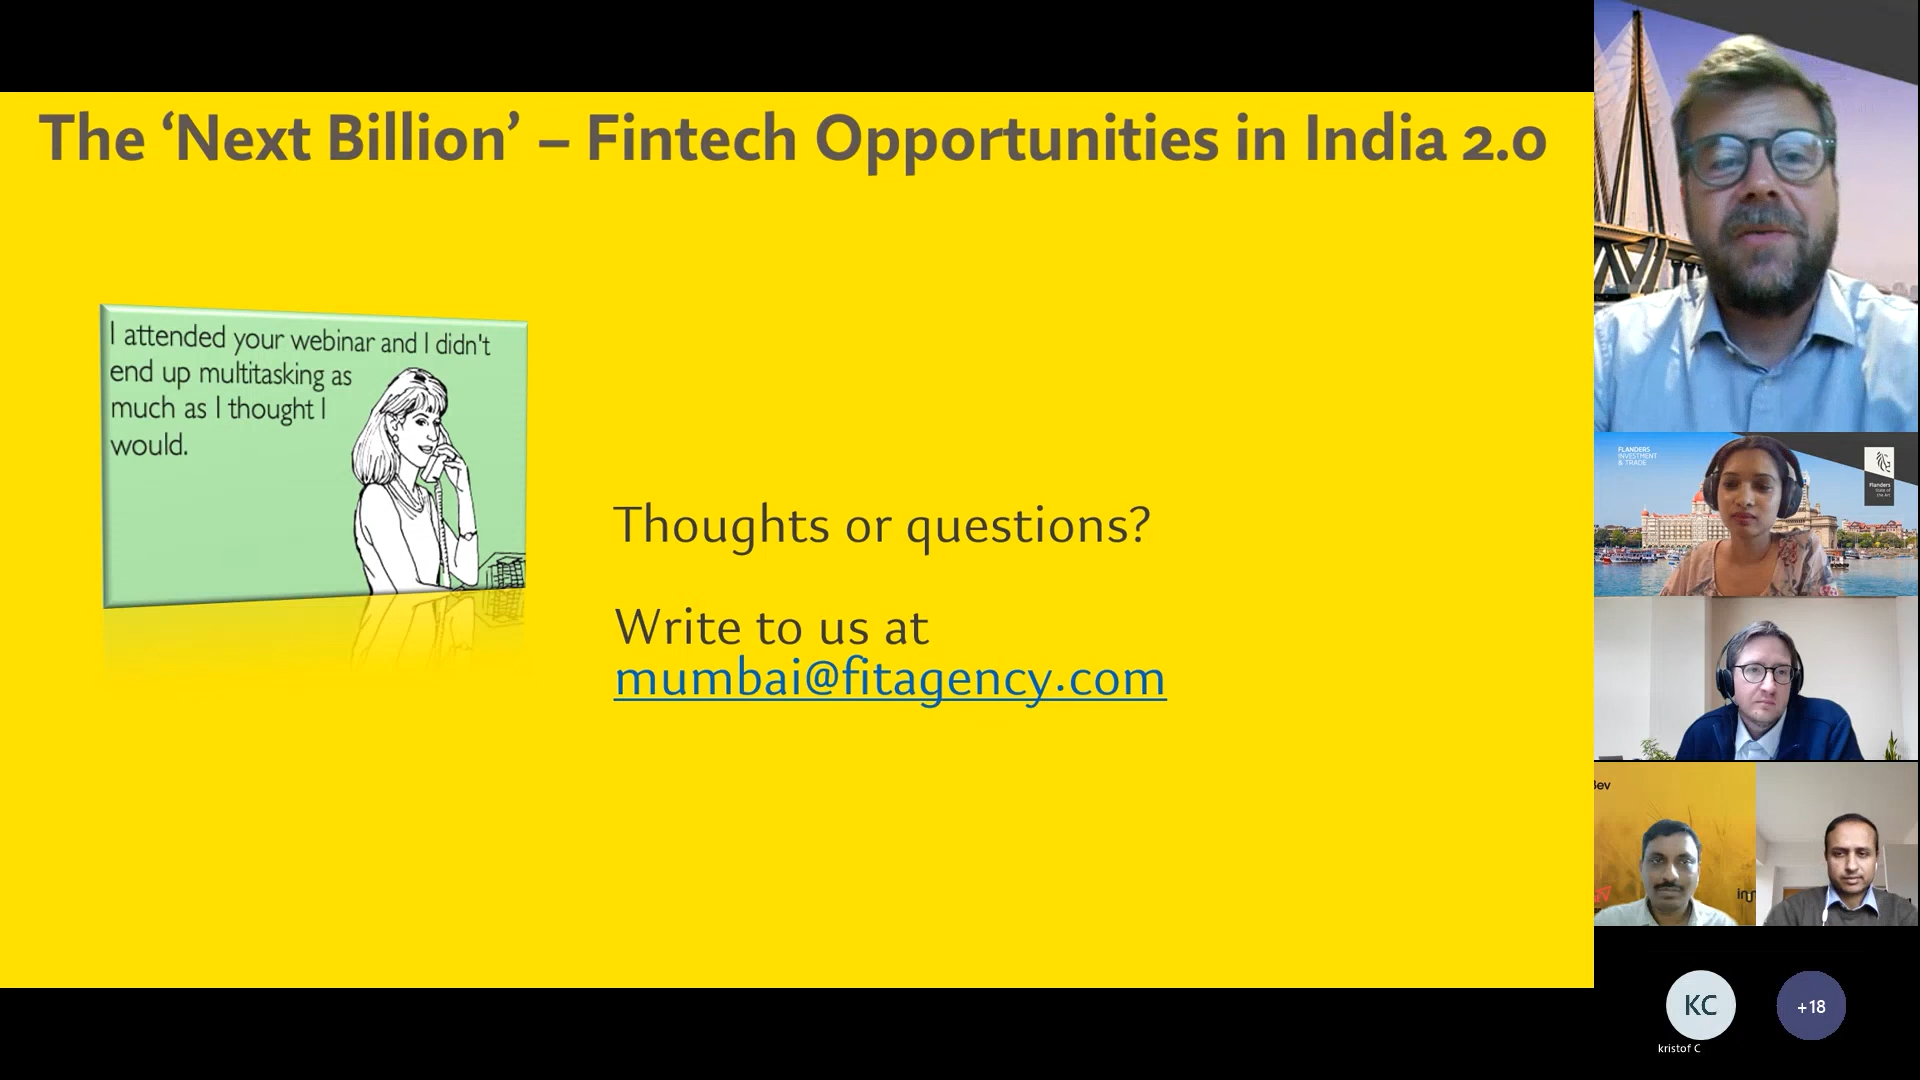 The ‘Next Billion’ – Fintech Opportunities in India 2.0
I attended your webinar and I didn't
end up multitasking as
much as I thought I
would.
Thoughts or questions?
Write to us at
mumbai@fitagency.com
FLANDERS
INVESTMENT
& TRADE
Flanders
State of
the Art
KC
+18
kristof C